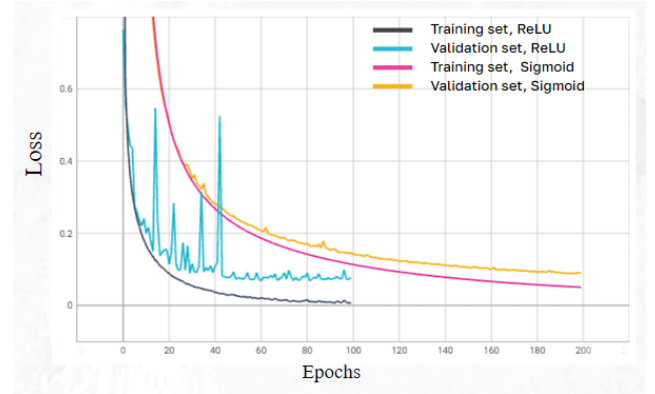 Training set, ReLU
Validation set, ReLU
Training set, Sigmoid
Validation set, Sigmoid
Loss
0.6
0.4
0.2
0
0 20 40 60 80 100 120 140 160 180 200
Epochs